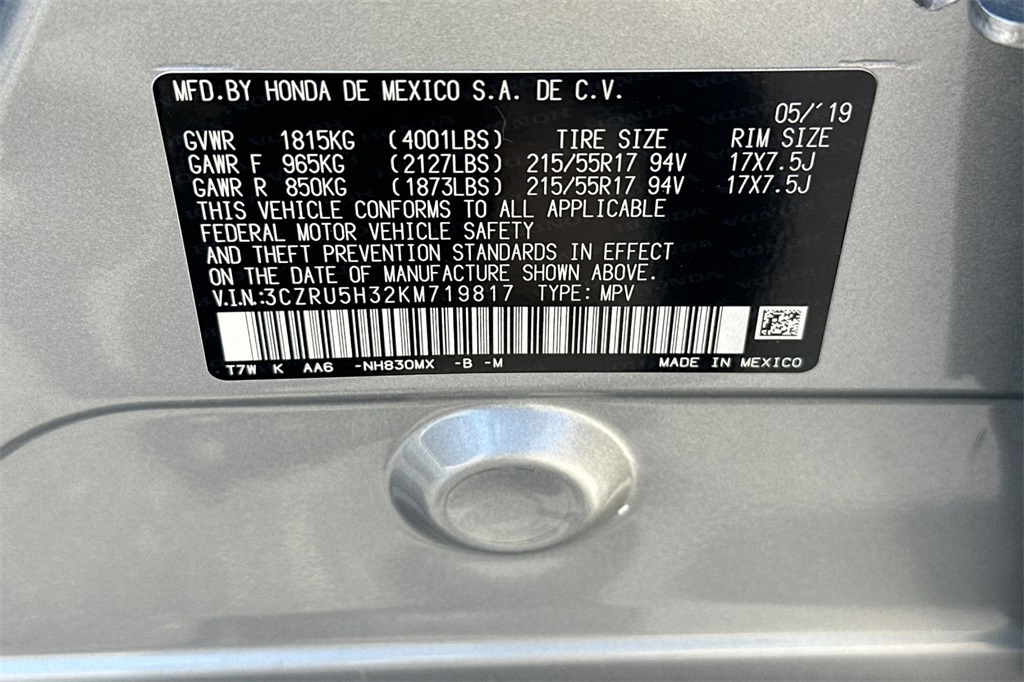 MFD.BY HONDA DE MEXICO S.A. DE C.V.
05/'19
GVWR 1815KG (4001LBS) TIRE SIZE RIM SIZE
GAWR F 965KG (2127LBS) 215/55R17 94V 17X7.5J
GAWR R 850KG (1873LBS) 215/55R17 94V 17X7.5J
THIS VEHICLE CONFORMS TO ALL APPLICABLE
FEDERAL MOTOR VEHICLE SAFETY
AND THEFT PREVENTION STANDARDS IN EFFECT
ON THE DATE OF MANUFACTURE SHOWN ABOVE.
V.I.N:3CZRU5H32KM719817 TYPE:MPV
T7W K AA6 -NH830MX -B -M MADE IN MEXICO